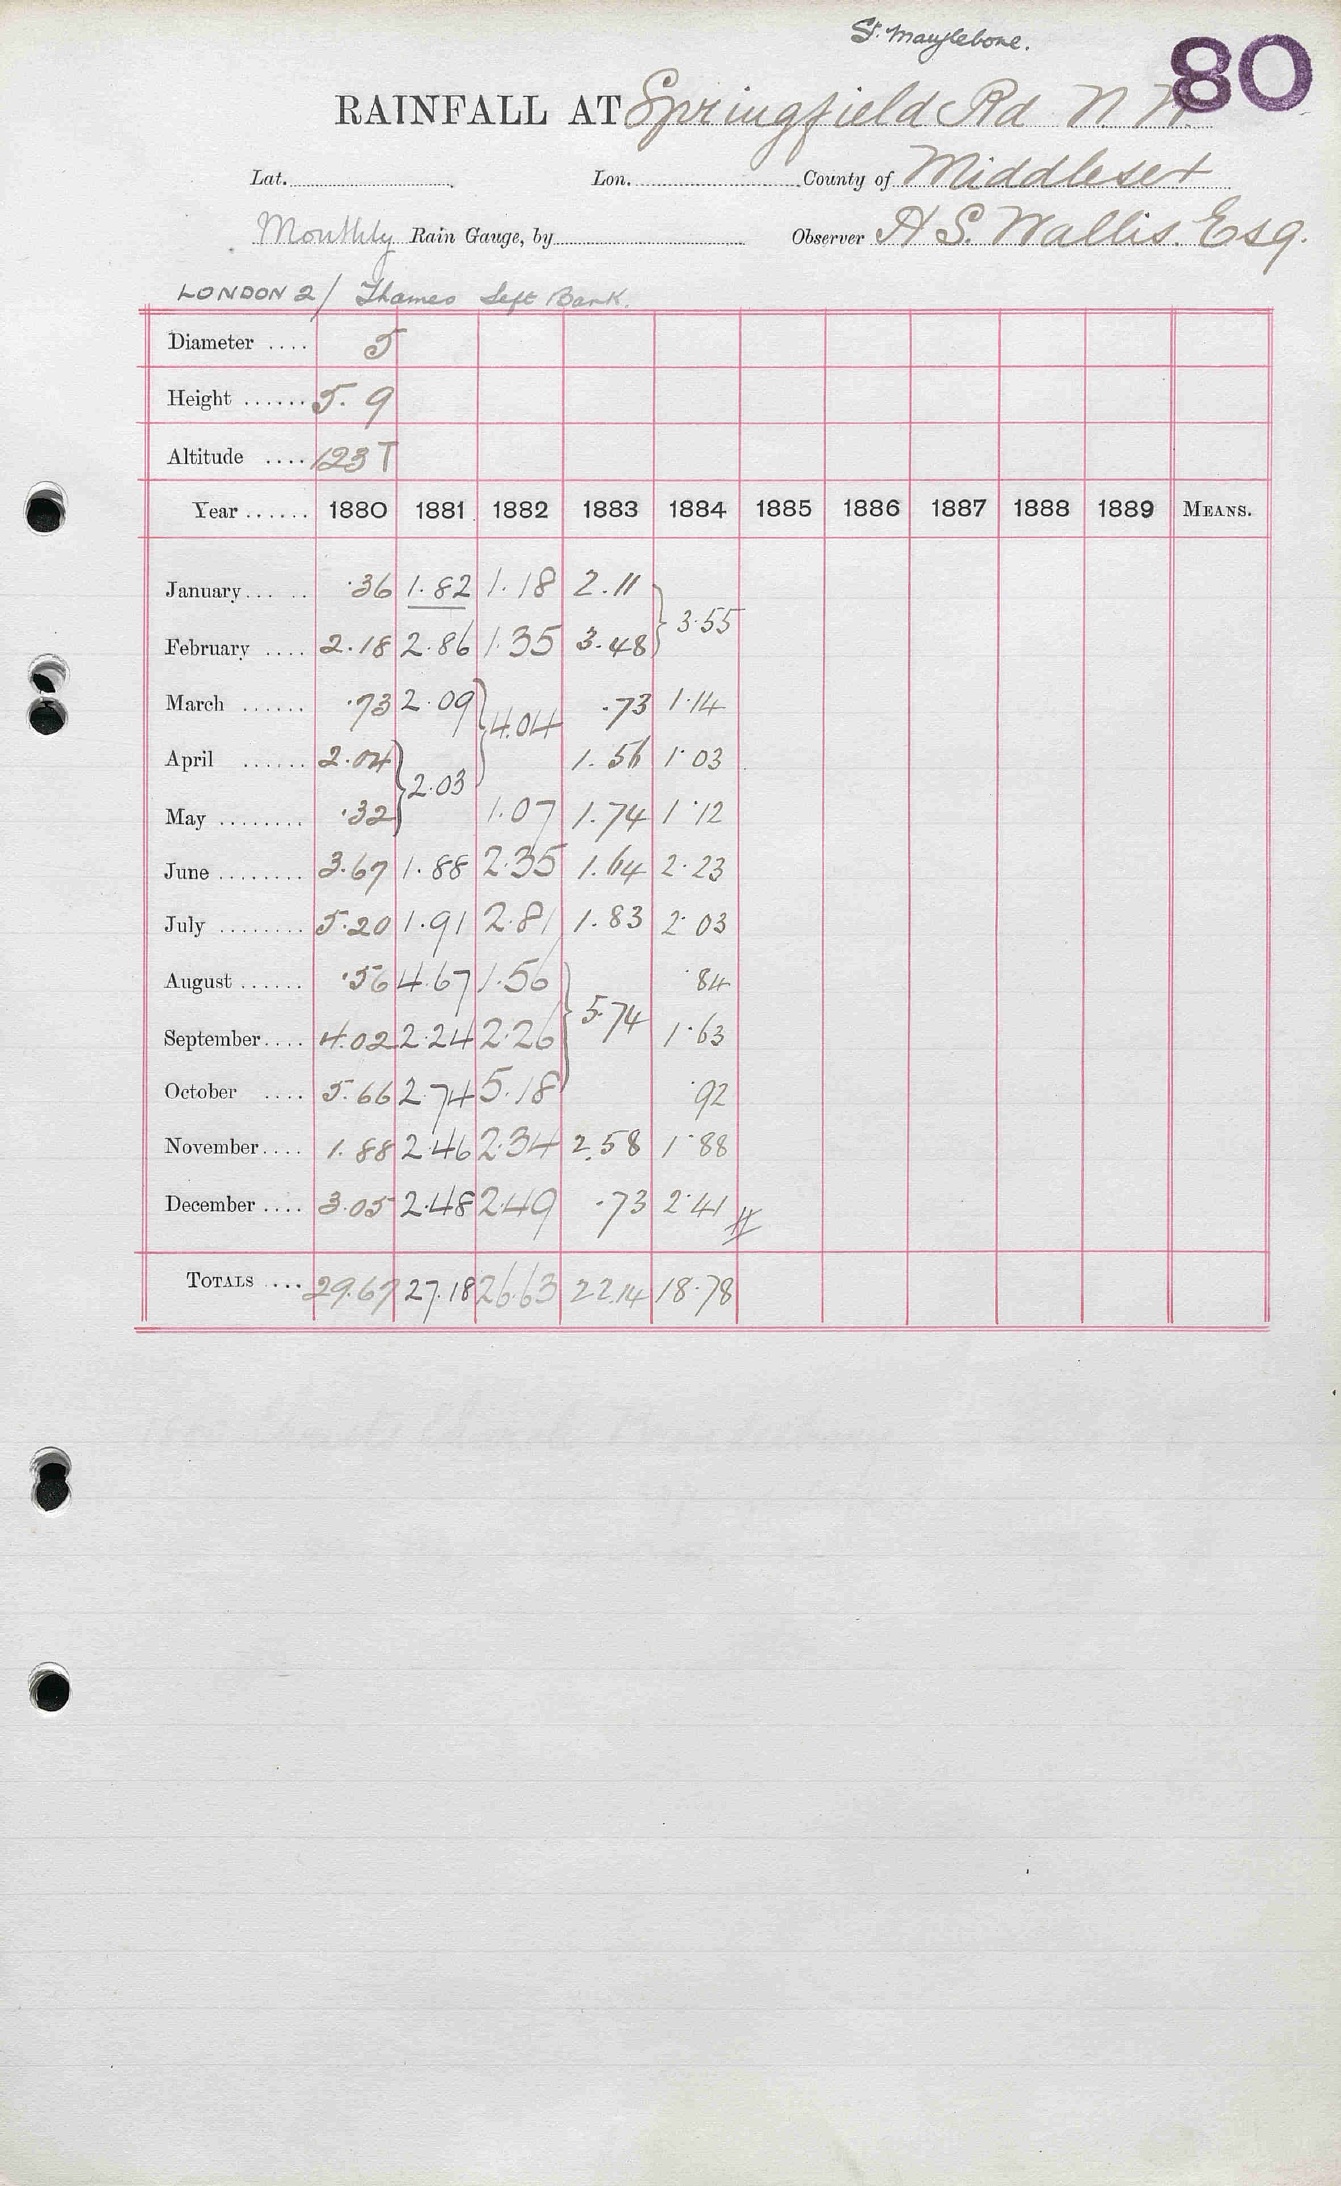 St. Marylebone.
80
RAINFALL AT Springfield Rd N.W.
Lat. Lon. County of Middlesex
Monthly Rain Gauge, by Observer H S. Wallis. Esq.
LONDON 2/ Thames Left Bank.
Diameter .... 5
Height ...... 5. 9
Altitude .... 123 T
Year ...... 1880 1881 1882 1883 1884 1885 1886 1887 1888 1889 MEANS.
January... .. .36 1.82 1.18 2.11
3.55
February .... 2.18 2.86 1.35 3.48
March ...... .73 2.09 4.04 .73 1.14
April ...... 2.04 1.56 1.03
2.03
May ........ .32 1.07 1.74 1.12
June ........ 3.67 1.88 2.35 1.64 2.23
July ........ 5.20 1.91 2.81 1.83 2.03
August ...... .56 4.67 1.56 .84
5.74
September.... 4.02 2.24 2.26 1.63
October .... 5.66 2.74 5.18 .92
November.... 1.88 2.46 2.34 2.58 1.88
December .... 3.05 2.48 2.49 .73 2.41
TOTALS ... 29.67 27.18 26.63 22.14 18.78